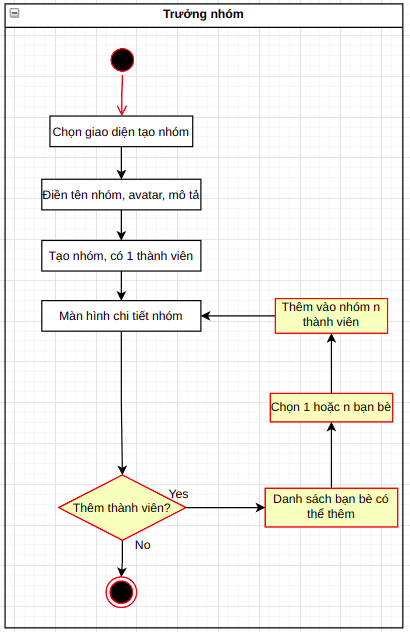 Trưởng nhóm
Chọn giao diện tạo nhóm
Điền tên nhóm, avatar, mô tả
Tạo nhóm, có 1 thành viên
Màn hình chi tiết nhóm
Thêm vào nhóm n
thành viên
Chọn 1 hoặc n bạn bè
Danh sách bạn bè có
thể thêm
Thêm thành viên?
Yes
No